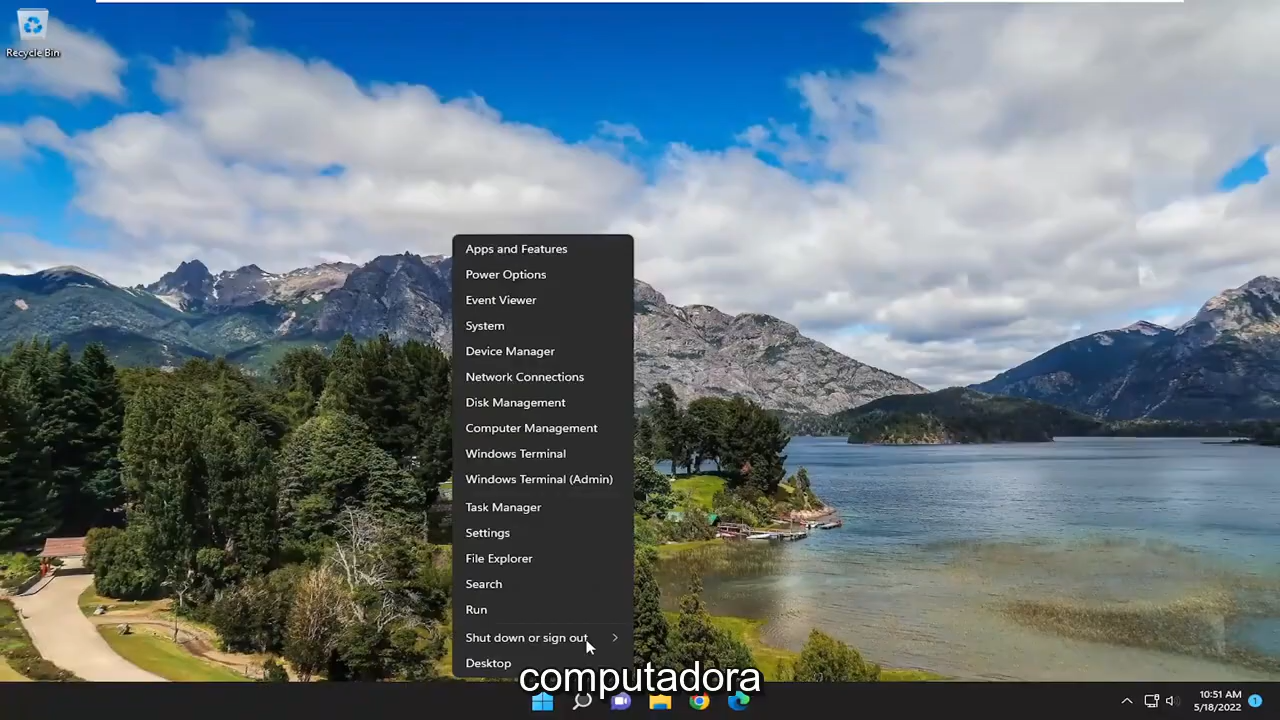 Recycle Bin
Apps and Features
Power Options
Event Viewer
System
Device Manager
Network Connections
Disk Management
Computer Management
Windows Terminal
Windows Terminal (Admin)
Task Manager
Settings
File Explorer
Search
Run
Shut down or sign out
Desktop
computadora
10:51 AM
5/18/2022
1